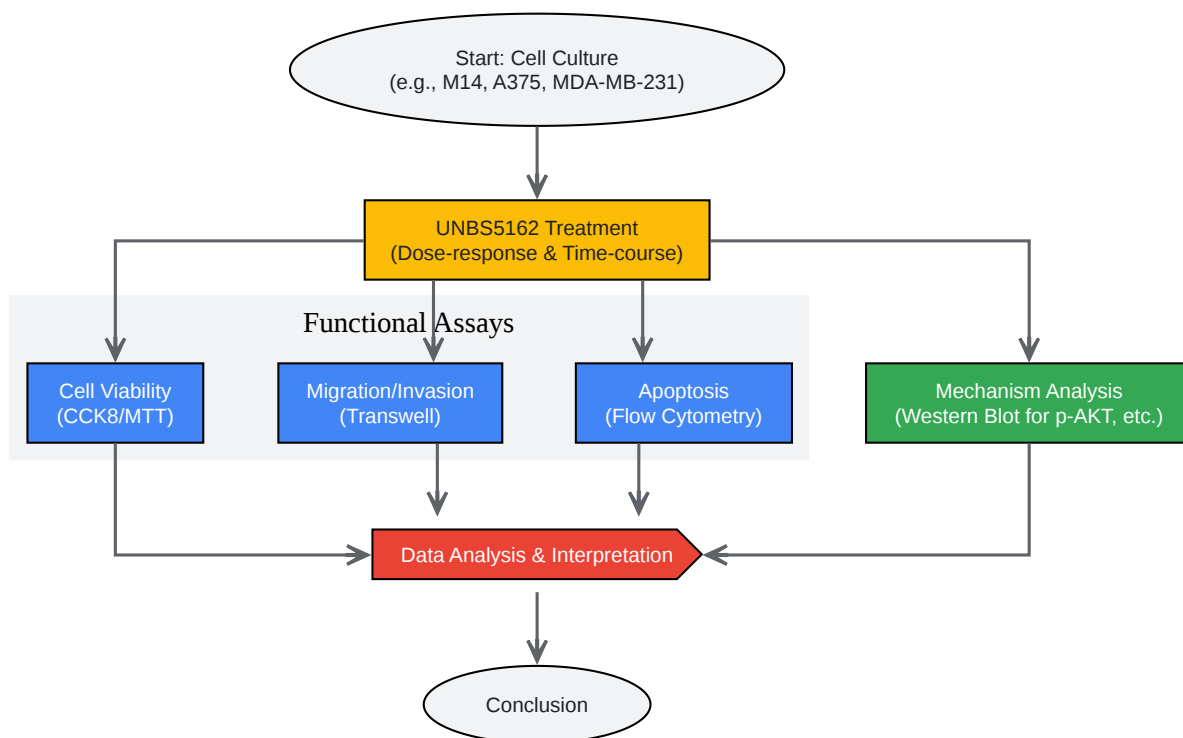 Start: Cell Culture
(e.g., M14, A375, MDA-MB-231)
UNBS5162 Treatment
(Dose-response & Time-course)
Functional Assays
Cell Viability
(CCK8/MTT)
Migration/Invasion
(Transwell)
Apoptosis
(Flow Cytometry)
Mechanism Analysis
(Western Blot for p-AKT, etc.)
Data Analysis & Interpretation
Conclusion